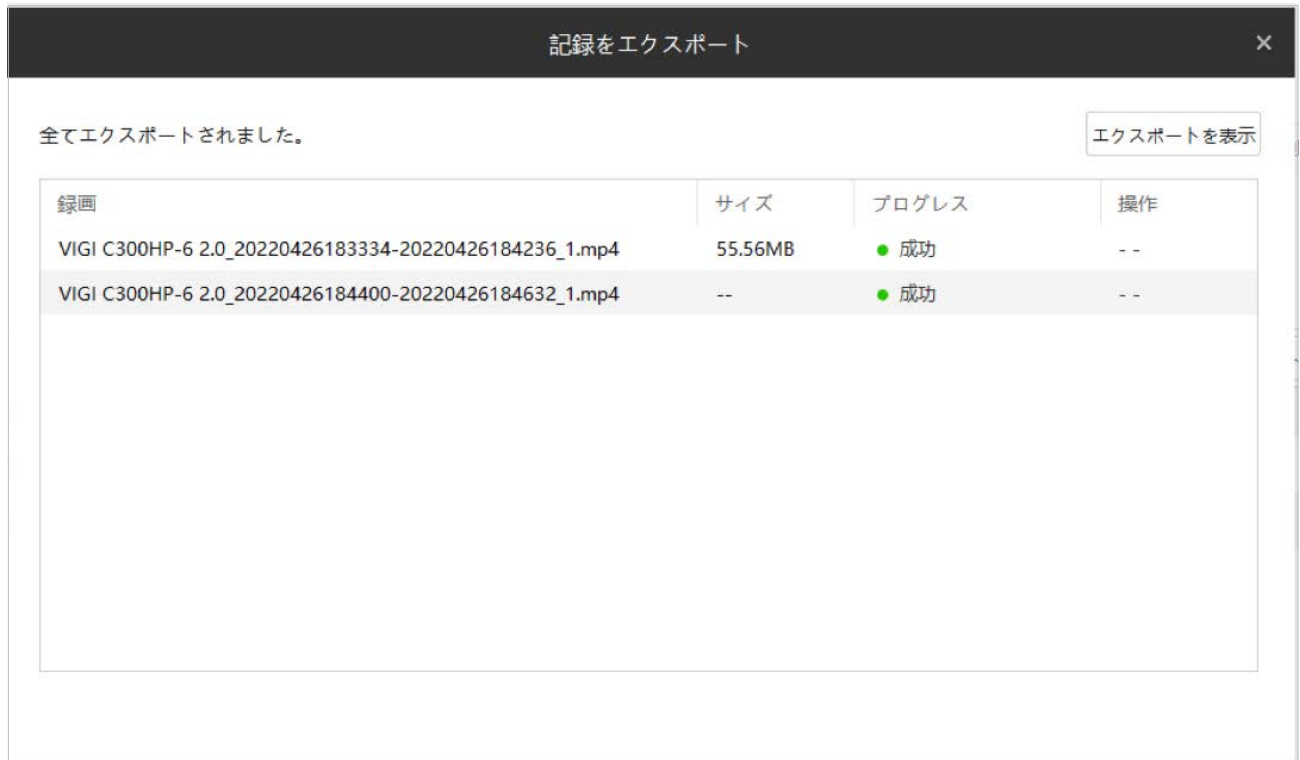 記録をエクスポート ×
全てエクスポートされました。 エクスポートを表示
録画 サイズ プログレス 操作
VIGI C300HP-6 2.0_20220426183334-20220426184236_1.mp4 55.56MB 成功 - -
VIGI C300HP-6 2.0_20220426184400-20220426184632_1.mp4 -- 成功 - -